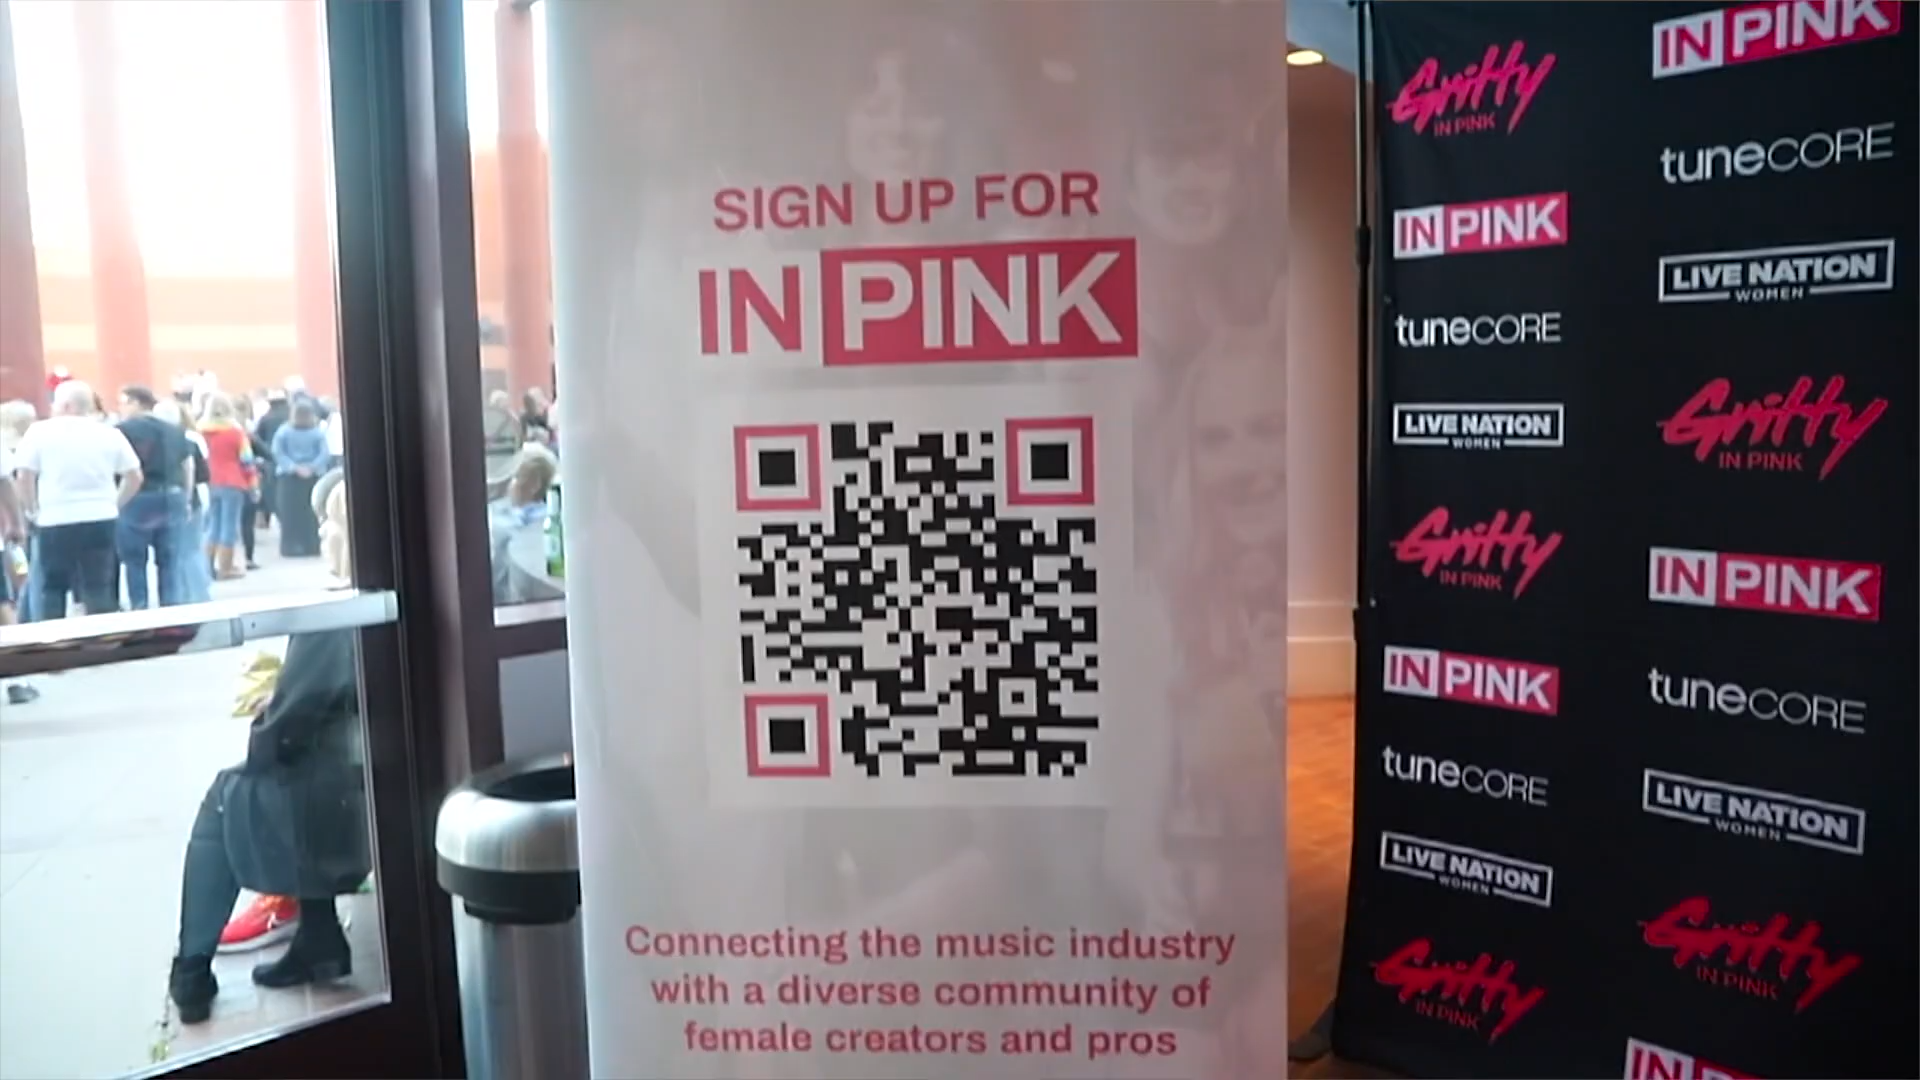 SIGN UP FOR
IN PINK
Connecting the music industry
with a diverse community of
female creators and pros
Gritty
IN PINK
IN PINK
tunecore
LIVE NATION
WOMEN
Gritty
IN PINK
IN PINK
tunecore
LIVE NATION
WOMEN
Gritty
IN PINK
IN PINK
tunecore
LIVE NATION
WOMEN
Gritty
IN PINK
IN PINK
tunecore
LIVE NATION
WOMEN
Gritty
IN PINK
IN